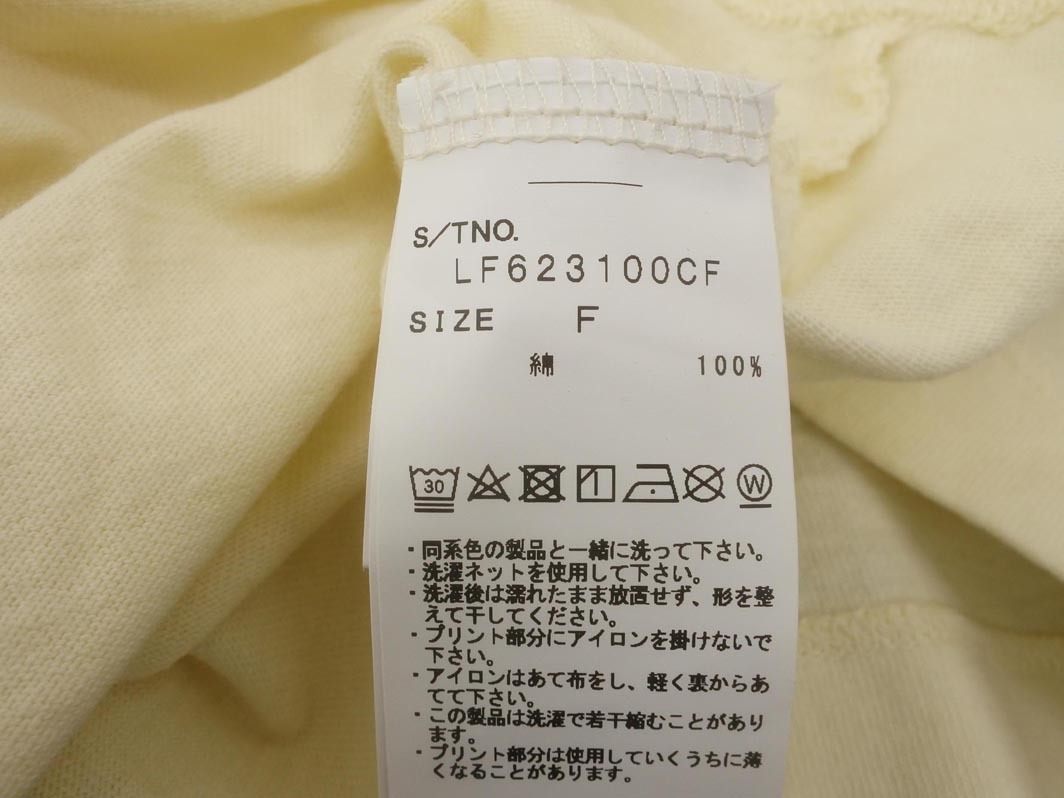 S/TNO.
LF623100CF
SIZE F
綿 100%
30 W
・同系色の製品と一緒に洗って下さい。
・洗濯ネットを使用して下さい。
・洗濯後は濡れたまま放置せず、形を整
えて干してください。
・プリント部分にアイロンを掛けないで
下さい。
・アイロンはあて布をし、軽く裏からあ
てて下さい。
・この製品は洗濯で若干縮むことがあり
ます。
・プリント部分は使用していくうちに薄
くなることがあります。